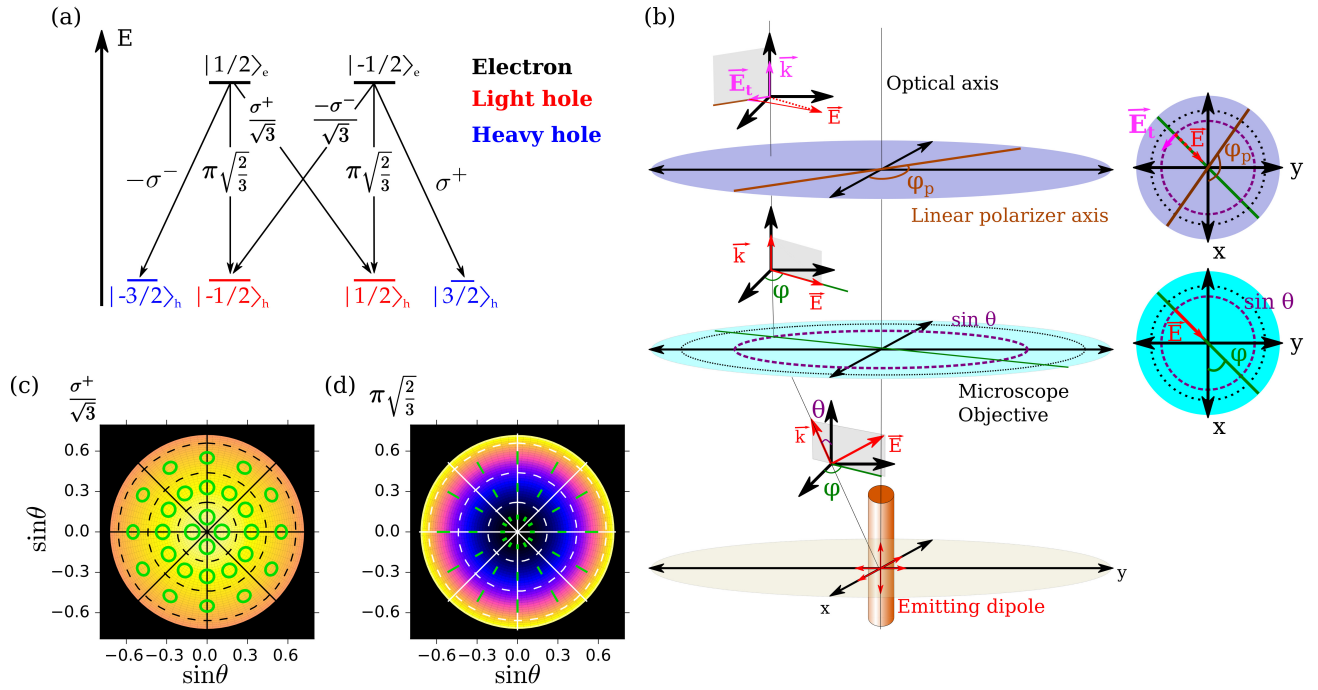 (a)
E
|1/2⟩e
|-1/2⟩e
Electron
Light hole
Heavy hole
σ⁺/√3
−σ⁻/√3
−σ⁻
π√(2/3)
π√(2/3)
σ⁺
|-3/2⟩h
|-1/2⟩h
|1/2⟩h
|3/2⟩h
(b)
k
Et
E
Optical axis
φp
Linear polarizer axis
Et
E
φp
y
x
k
φ
E
sin θ
Microscope
Objective
sin θ
E
φ
y
x
θ
k
E
φ
y
x
Emitting dipole
(c)
σ⁺/√3
0.6
0.3
0.0
−0.3
−0.6
sinθ
−0.6
−0.3
0.0
0.3
0.6
sinθ
(d)
π√(2/3)
0.6
0.3
0.0
−0.3
−0.6
−0.6
−0.3
0.0
0.3
0.6
sinθ